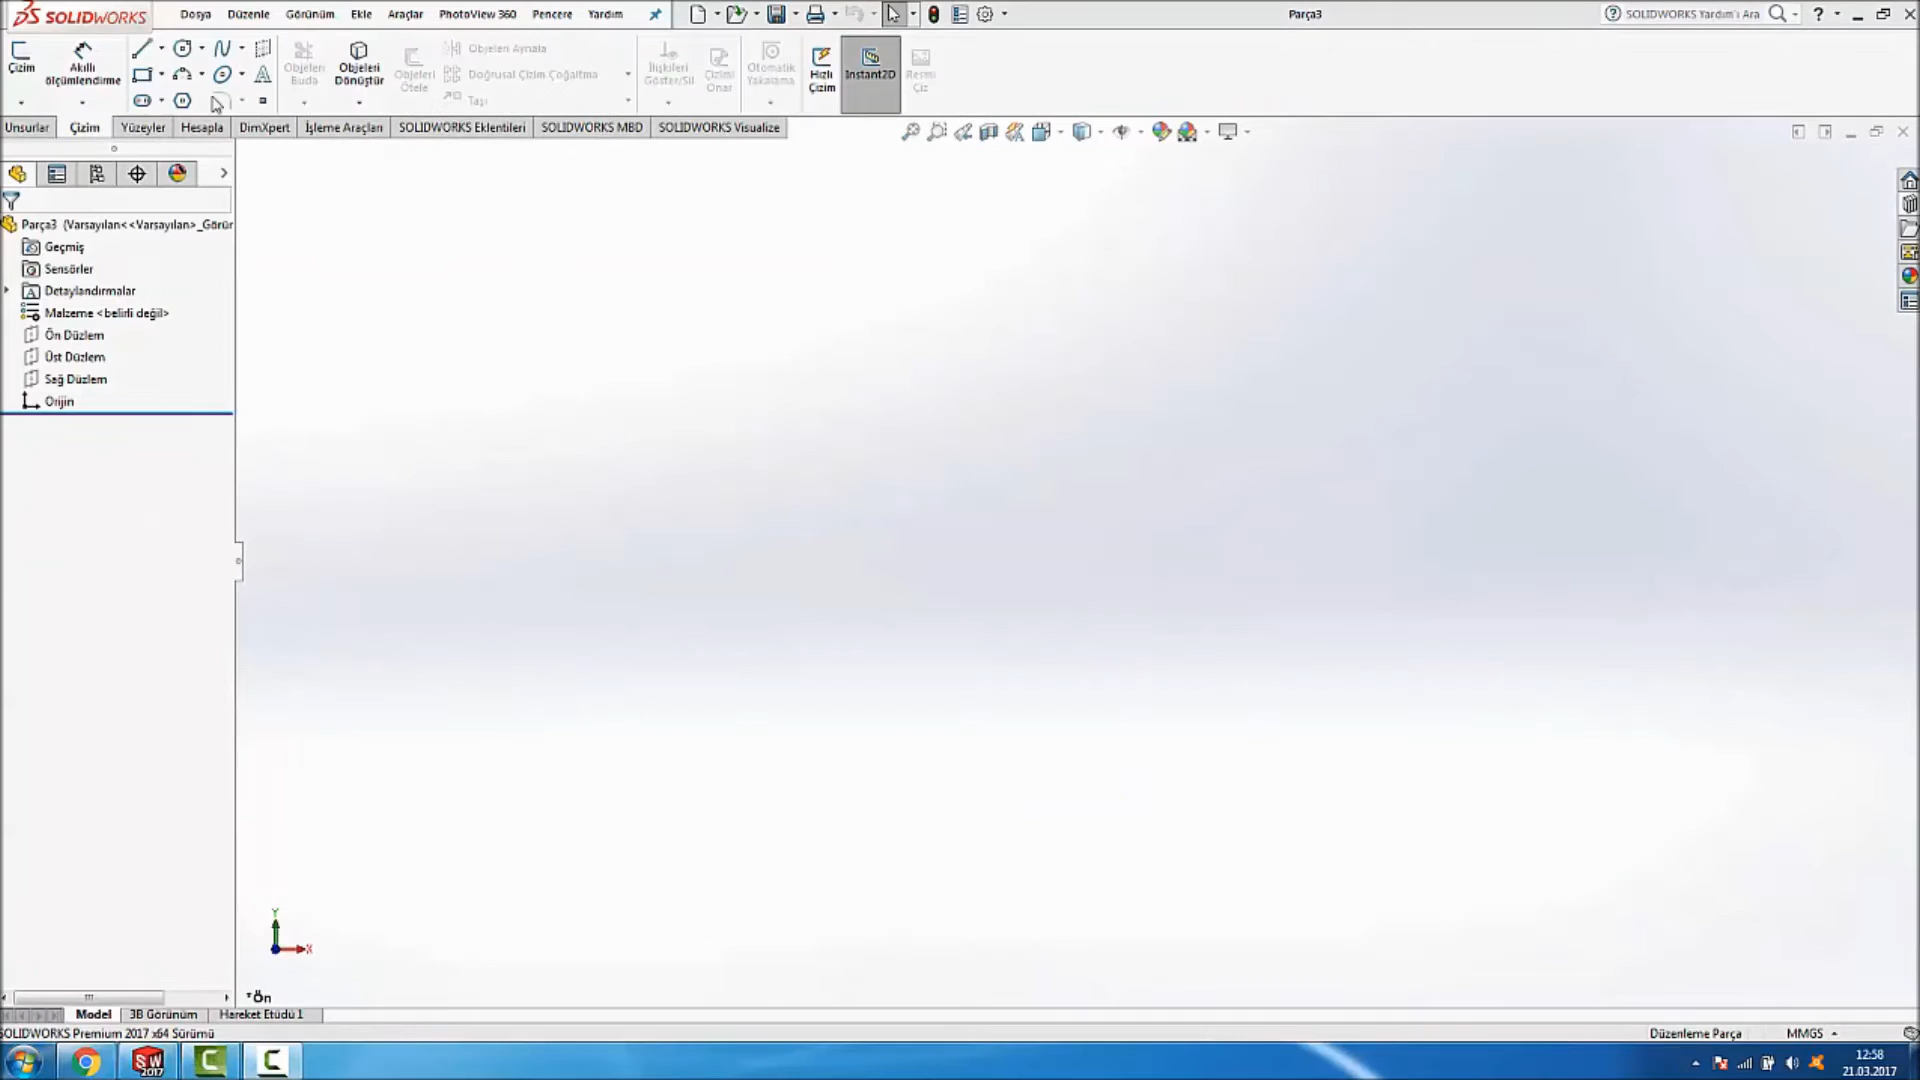 SOLIDWORKS Dosya Düzenle Görünüm Ekle Araçlar PhotoView 360 Pencere Yardım Parça3 SOLIDWORKS Yardım'ı Ara
Çizim
Akıllı ölçümlendirme
Objeleri Buda
Objeleri Dönüştür
Objeleri Ötele
Objeleri Aynala
Doğrusal Çizim Çoğaltma
Taşı
İlişkileri Göster/Sil
Çizimi Onar
Otomatik Yakalama
Hızlı Çizim
Instant2D
Resmi Çiz
Unsurlar Çizim Yüzeyler Hesapla DimXpert İşleme Araçları SOLIDWORKS Eklentileri SOLIDWORKS MBD SOLIDWORKS Visualize
Parça3 (Varsayılan<<Varsayılan>_Görür
Geçmiş
Sensörler
Detaylandırmalar
Malzeme <belirli değil>
Ön Düzlem
Üst Düzlem
Sağ Düzlem
Orijin
Y
X
*Ön
Model 3B Görünüm Hareket Etüdü 1
SOLIDWORKS Premium 2017 x64 Sürümü Düzenleme Parça MMGS
SW 2017
12:58
21.03.2017